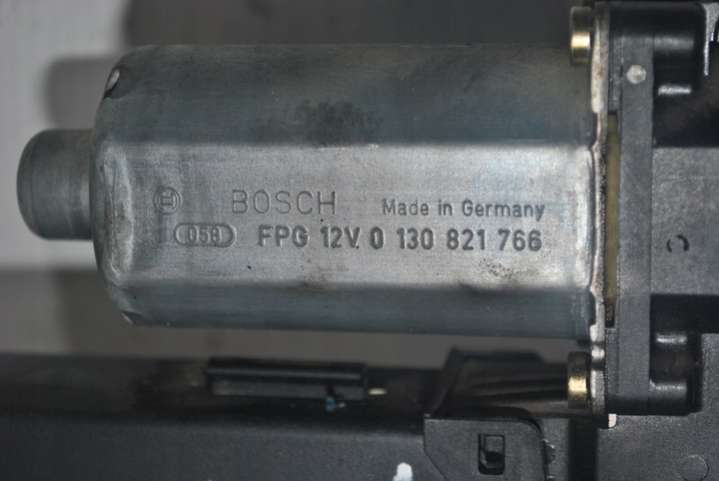 BOSCH Made in Germany
058 FPG 12V. 0 130 821 766